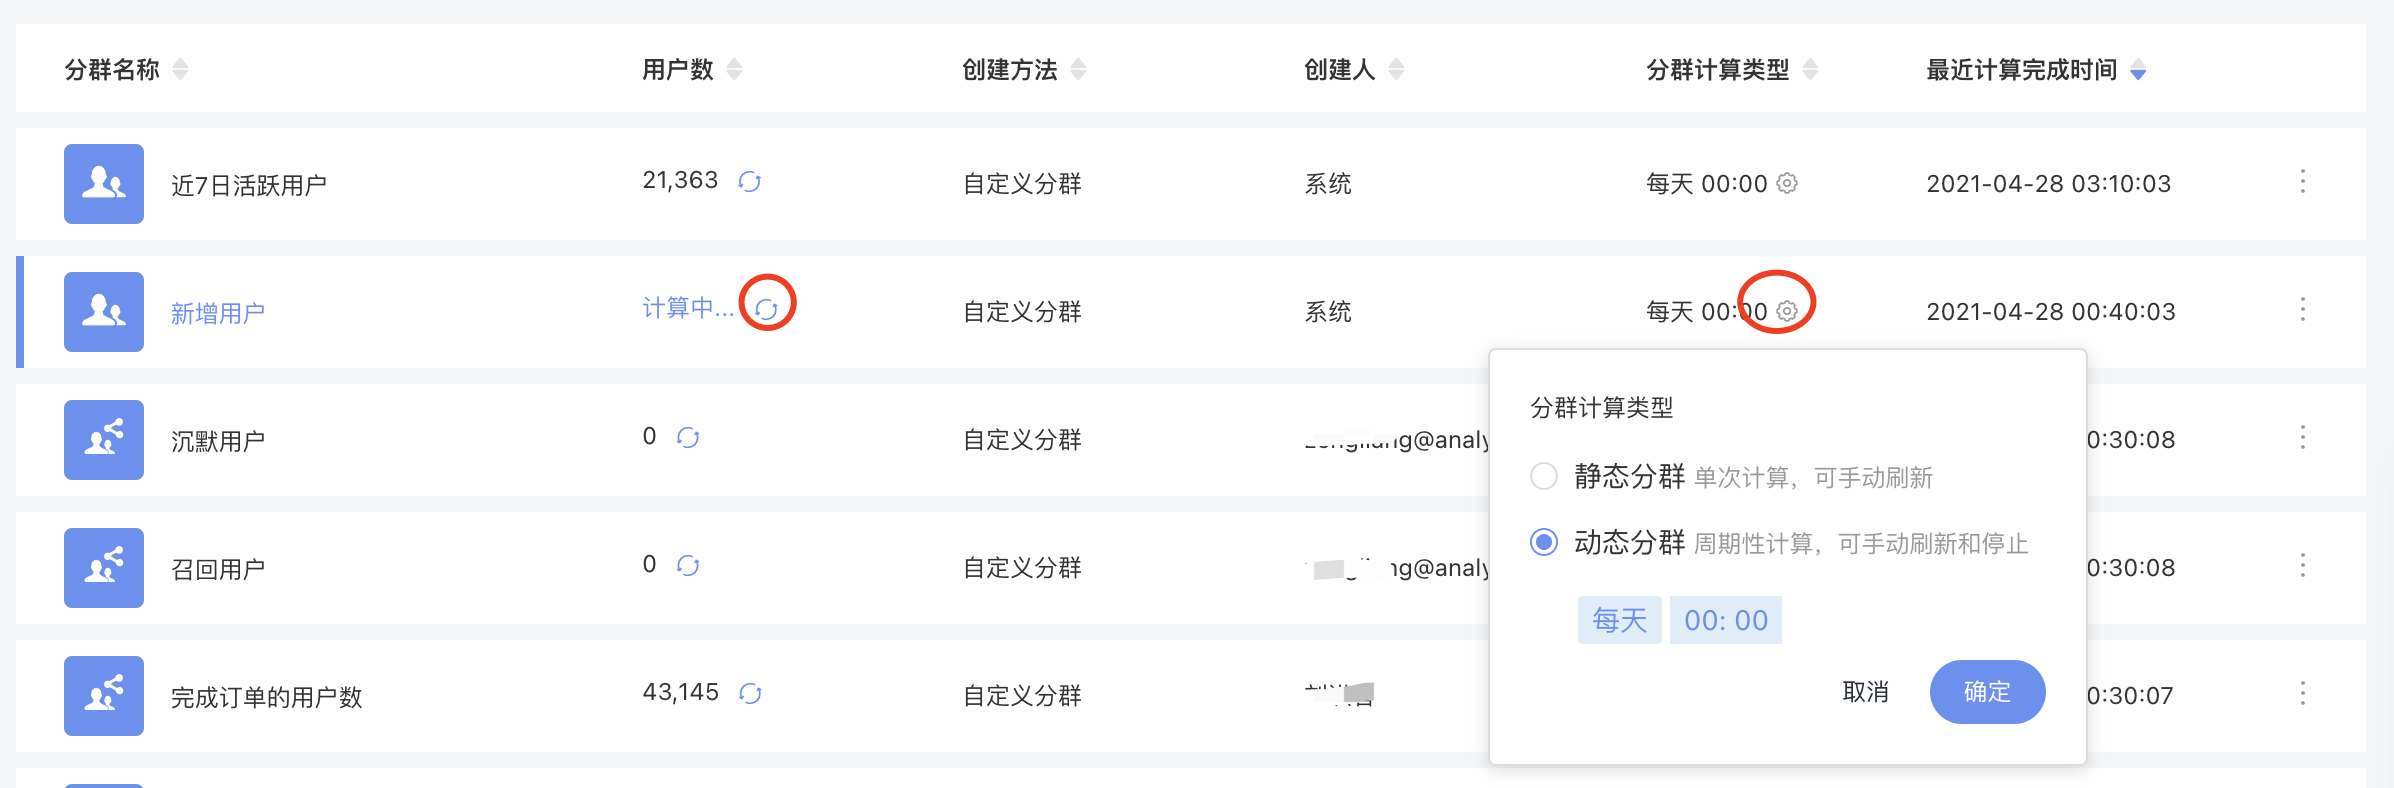 分群名称 用户数 创建方法 创建人 分群计算类型 最近计算完成时间
近7日活跃用户 21,363 自定义分群 系统 每天 00:00 2021-04-28 03:10:03
新增用户 计算中... 自定义分群 系统 每天 00:00 2021-04-28 00:40:03
沉默用户 0 自定义分群 @analy 0:30:08
召回用户 0 自定义分群 ng@analy 0:30:08
完成订单的用户数 43,145 自定义分群 0:30:07
分群计算类型
静态分群 单次计算，可手动刷新
动态分群 周期性计算，可手动刷新和停止
每天 00: 00
取消 确定